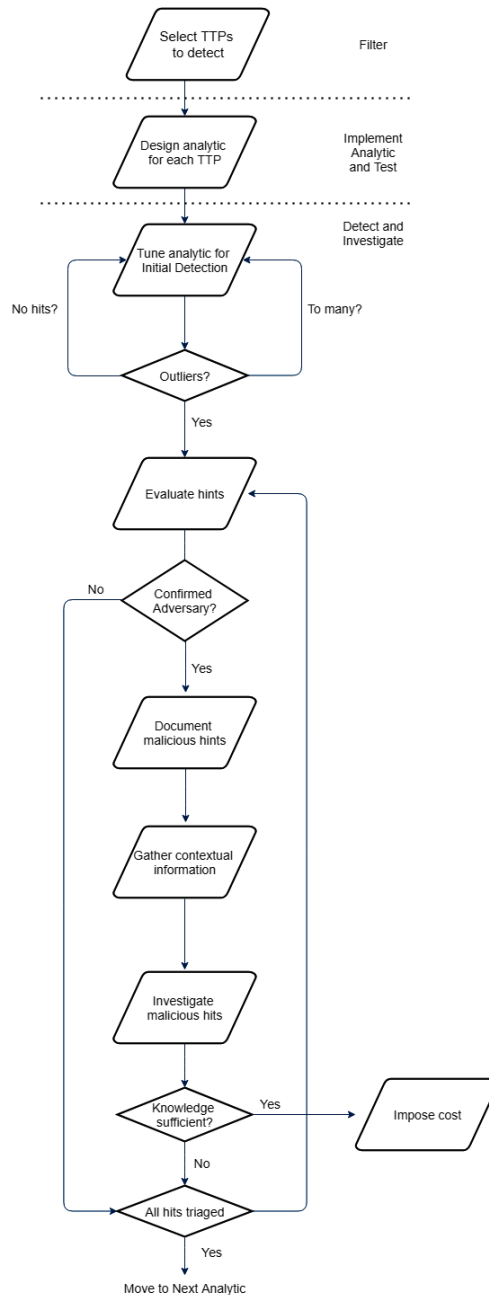 Select TTPs
to detect
Filter
Design analytic
for each TTP
Implement
Analytic
and Test
Detect and
Investigate
Tune analytic for
Initial Detection
No hits?
To many?
Outliers?
Yes
Evaluate hints
No
Confirmed
Adversary?
Yes
Document
malicious hints
Gather contextual
information
Investigate
malicious hits
Knowledge
sufficient?
Yes
Impose cost
No
All hits triaged
Yes
Move to Next Analytic